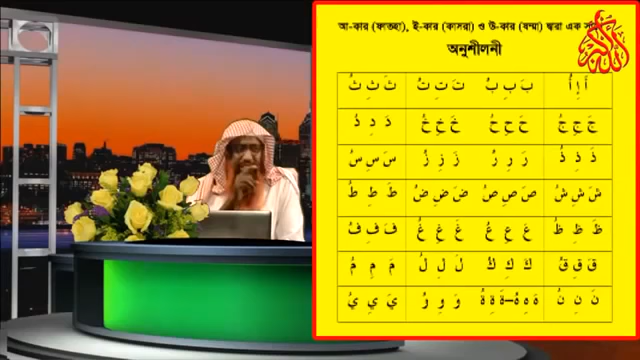 আ-কার (ফাতহা), ই-কার (কাসরা) ও উ-কার (যম্মা) দ্বারা এক
অনুশীলনী
أَ إِ أُ بَ بِ بُ تَ تِ تُ ثَ ثِ ثُ
جَ جِ جُ حَ حِ حُ خَ خِ خُ دَ دِ دُ
ذَ ذِ ذُ رَ رِ رُ زَ زِ زُ سَ سِ سُ
شَ شِ شُ صَ صِ صُ ضَ ضِ ضُ طَ طِ طُ
ظَ ظِ ظُ عَ عِ عُ غَ غِ غُ فَ فِ فُ
قَ قِ قُ كَ كِ كُ لَ لِ لُ مَ مِ مُ
نَ نِ نُ هَ هِ هُ–ةَ ةِ ةُ وَ وِ وُ يَ يِ يُ